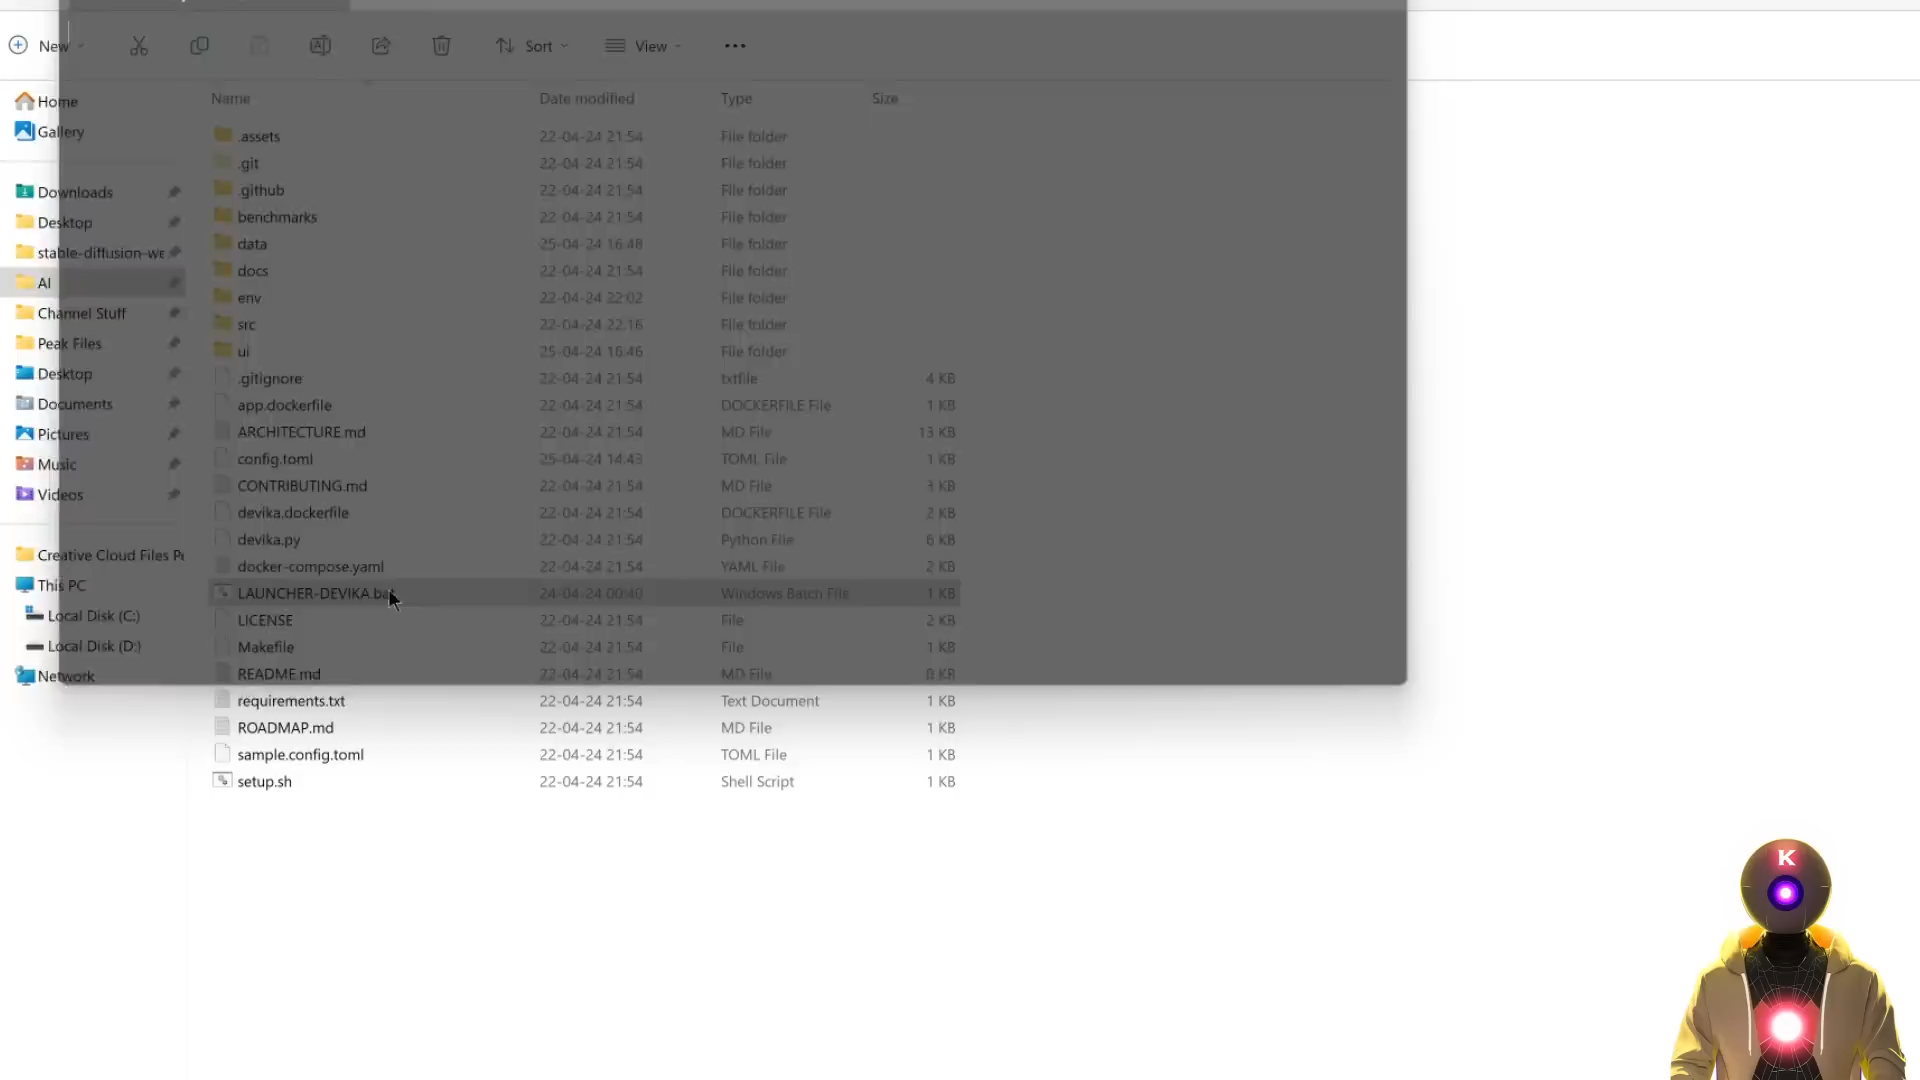 New Sort View
Home
Gallery
Downloads
Desktop
stable-diffusion-we
AI
Channel Stuff
Peak Files
Desktop
Documents
Pictures
Music
Videos
Creative Cloud Files Pe
This PC
Local Disk (C:)
Local Disk (D:)
Network
Name Date modified Type Size
.assets 22-04-24 21:54 File folder
.git 22-04-24 21:54 File folder
.github 22-04-24 21:54 File folder
benchmarks 22-04-24 21:54 File folder
data 25-04-24 16:48 File folder
docs 22-04-24 21:54 File folder
env 22-04-24 22:02 File folder
src 22-04-24 22:16 File folder
ui 25-04-24 16:46 File folder
.gitignore 22-04-24 21:54 txtfile 4 KB
app.dockerfile 22-04-24 21:54 DOCKERFILE File 1 KB
ARCHITECTURE.md 22-04-24 21:54 MD File 13 KB
config.toml 25-04-24 14:43 TOML File 1 KB
CONTRIBUTING.md 22-04-24 21:54 MD File 3 KB
devika.dockerfile 22-04-24 21:54 DOCKERFILE File 2 KB
devika.py 22-04-24 21:54 Python File 6 KB
docker-compose.yaml 22-04-24 21:54 YAML File 2 KB
LAUNCHER-DEVIKA.bat 24-04-24 00:40 Windows Batch File 1 KB
LICENSE 22-04-24 21:54 File 2 KB
Makefile 22-04-24 21:54 File 1 KB
README.md 22-04-24 21:54 MD File 8 KB
requirements.txt 22-04-24 21:54 Text Document 1 KB
ROADMAP.md 22-04-24 21:54 MD File 1 KB
sample.config.toml 22-04-24 21:54 TOML File 1 KB
setup.sh 22-04-24 21:54 Shell Script 1 KB
K